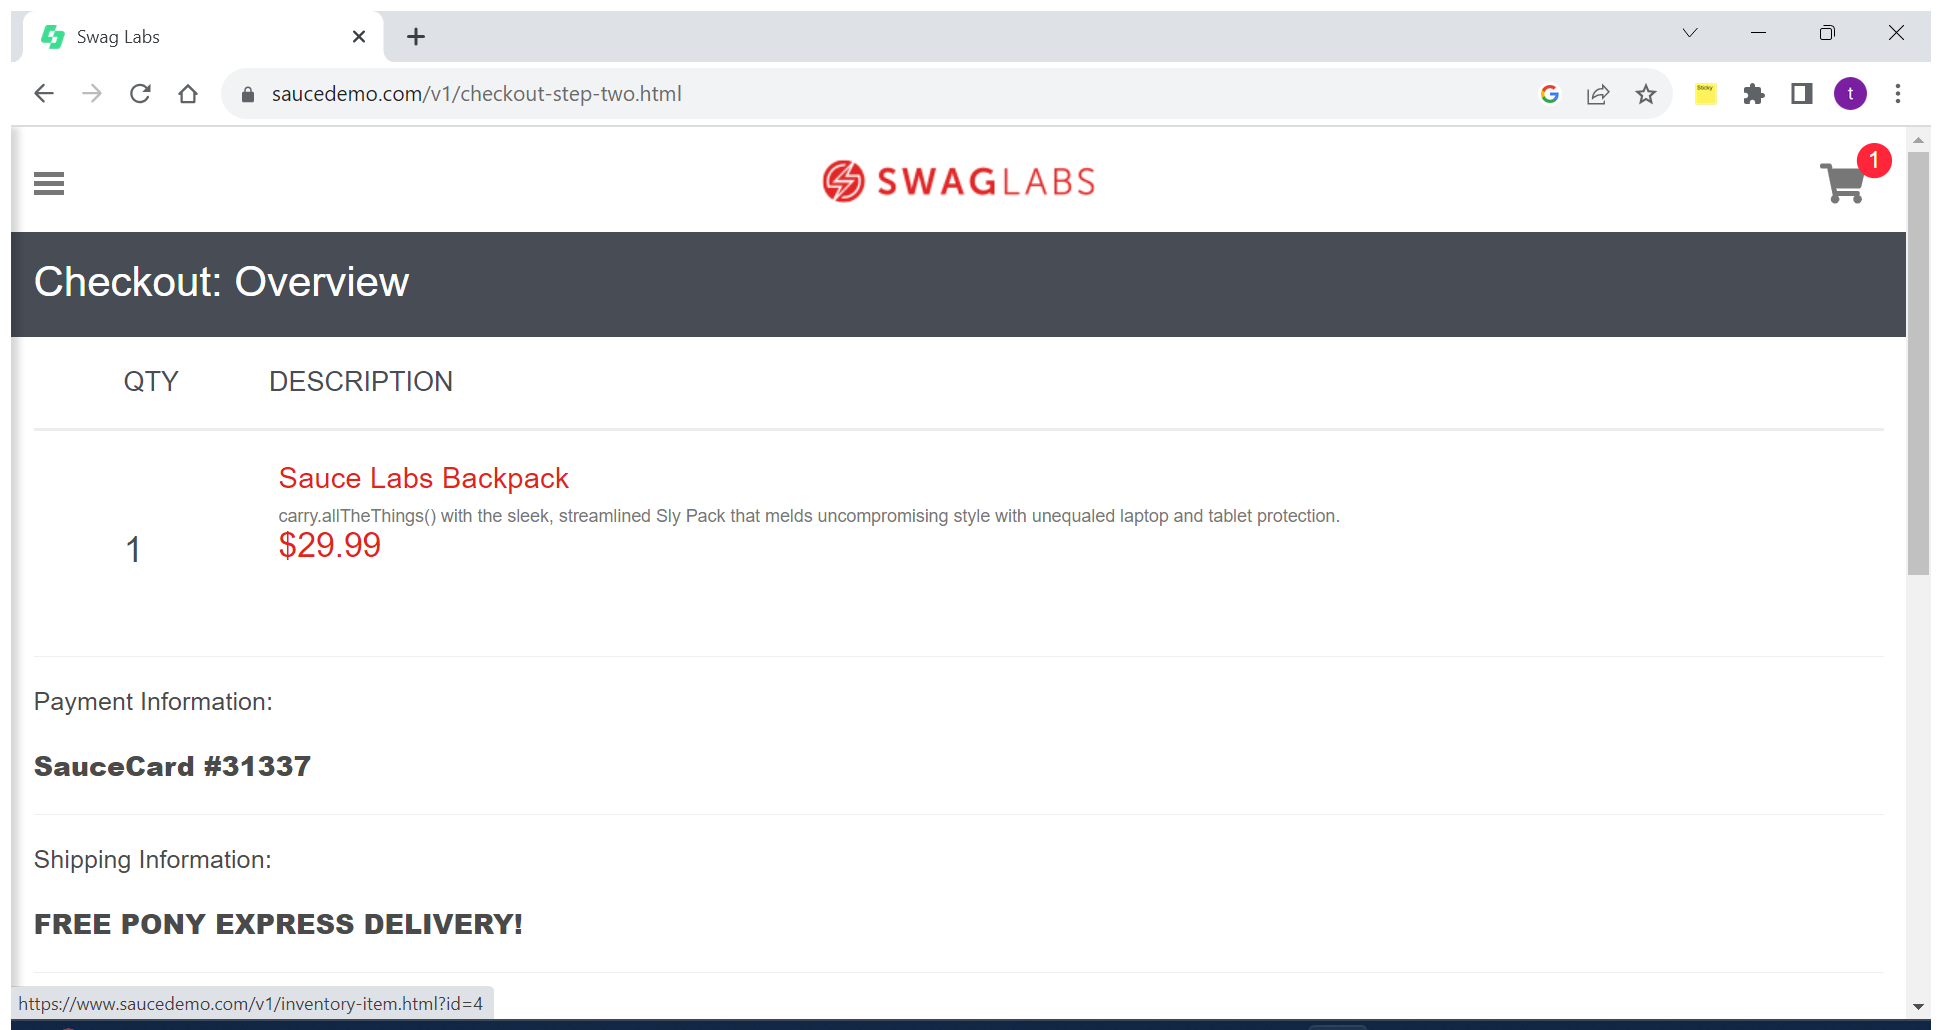 Swag Labs
saucedemo.com/v1/checkout-step-two.html
Sticky
t
SWAGLABS
1
Checkout: Overview
QTY DESCRIPTION
Sauce Labs Backpack
carry.allTheThings() with the sleek, streamlined Sly Pack that melds uncompromising style with unequaled laptop and tablet protection.
1
$29.99
Payment Information:
SauceCard #31337
Shipping Information:
FREE PONY EXPRESS DELIVERY!
https://www.saucedemo.com/v1/inventory-item.html?id=4